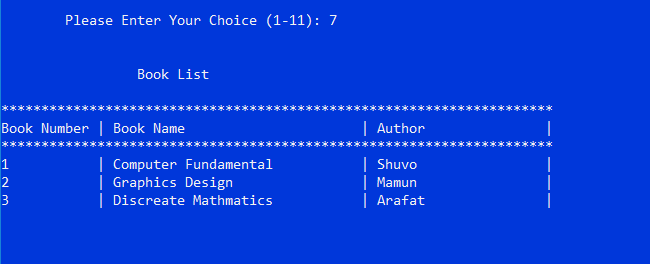 Please Enter Your Choice (1-11): 7
Book List
*********************************************************************
Book Number | Book Name                      | Author               |
*********************************************************************
1           | Computer Fundamental           | Shuvo                |
2           | Graphics Design                | Mamun                |
3           | Discreate Mathmatics           | Arafat               |